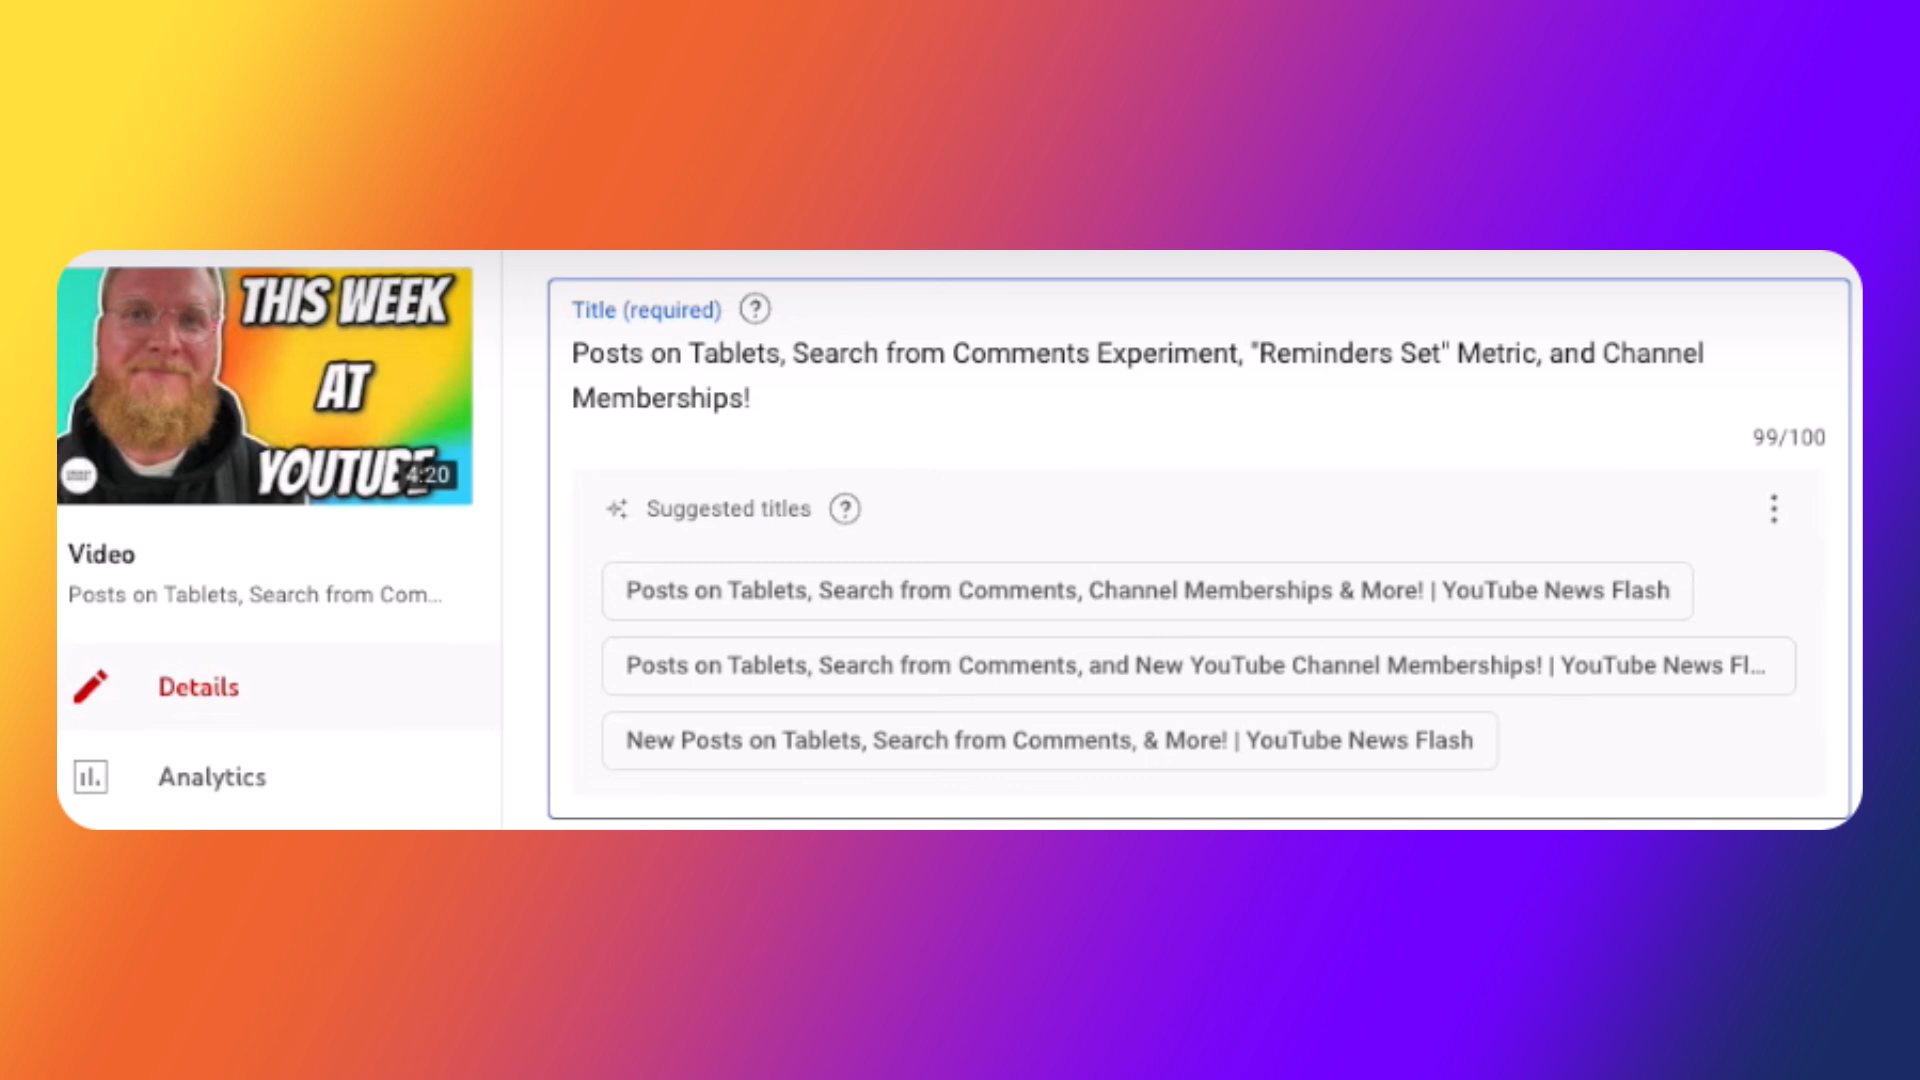 THIS WEEK
AT
YOUTUBE
4:20
Video
Posts on Tablets, Search from Com...
Details
Analytics
Title (required)
Posts on Tablets, Search from Comments Experiment, "Reminders Set" Metric, and Channel
Memberships!
99/100
Suggested titles
Posts on Tablets, Search from Comments, Channel Memberships & More! | YouTube News Flash
Posts on Tablets, Search from Comments, and New YouTube Channel Memberships! | YouTube News Fl...
New Posts on Tablets, Search from Comments, & More! | YouTube News Flash